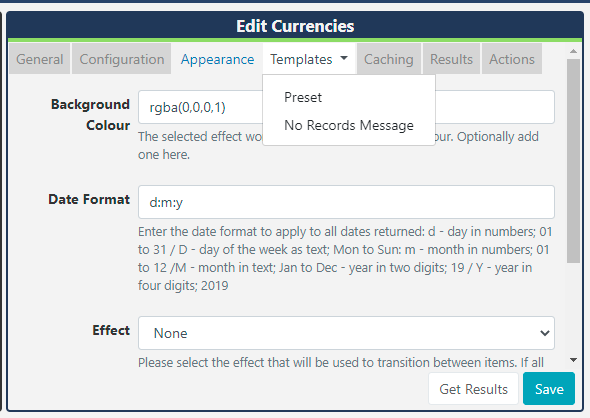 Edit Currencies
General Configuration Appearance Templates Caching Results Actions
Preset
No Records Message
Background Colour
rgba(0,0,0,1)
The selected effect wo our. Optionally add
one here.
Date Format
d:m:y
Enter the date format to apply to all dates returned: d - day in numbers; 01
to 31 / D - day of the week as text; Mon to Sun: m - month in numbers; 01
to 12 /M - month in text; Jan to Dec - year in two digits; 19 / Y - year in
four digits; 2019
Effect
None
Please select the effect that will be used to transition between items. If all
Get Results Save